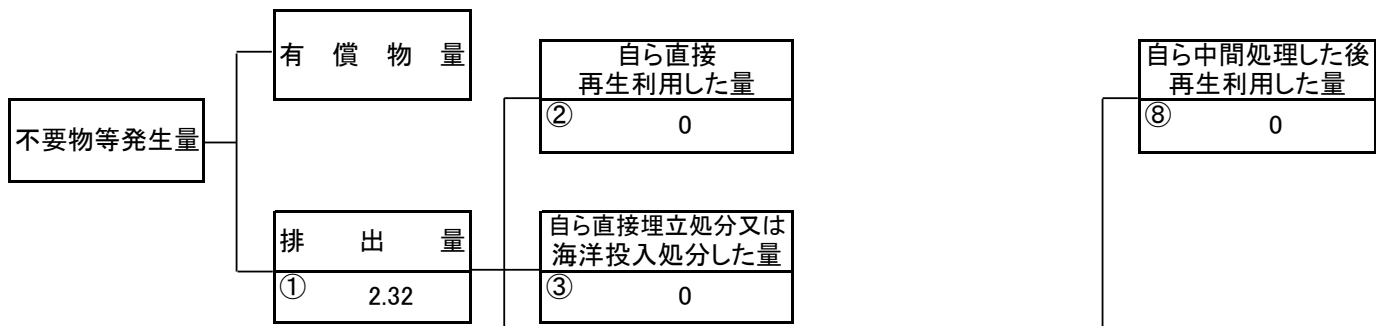 不要物等発生量
有償物量
排出量
① 2.32
自ら直接
再生利用した量
② 0
自ら直接埋立処分又は
海洋投入処分した量
③ 0
自ら中間処理した後
再生利用した量
⑧ 0